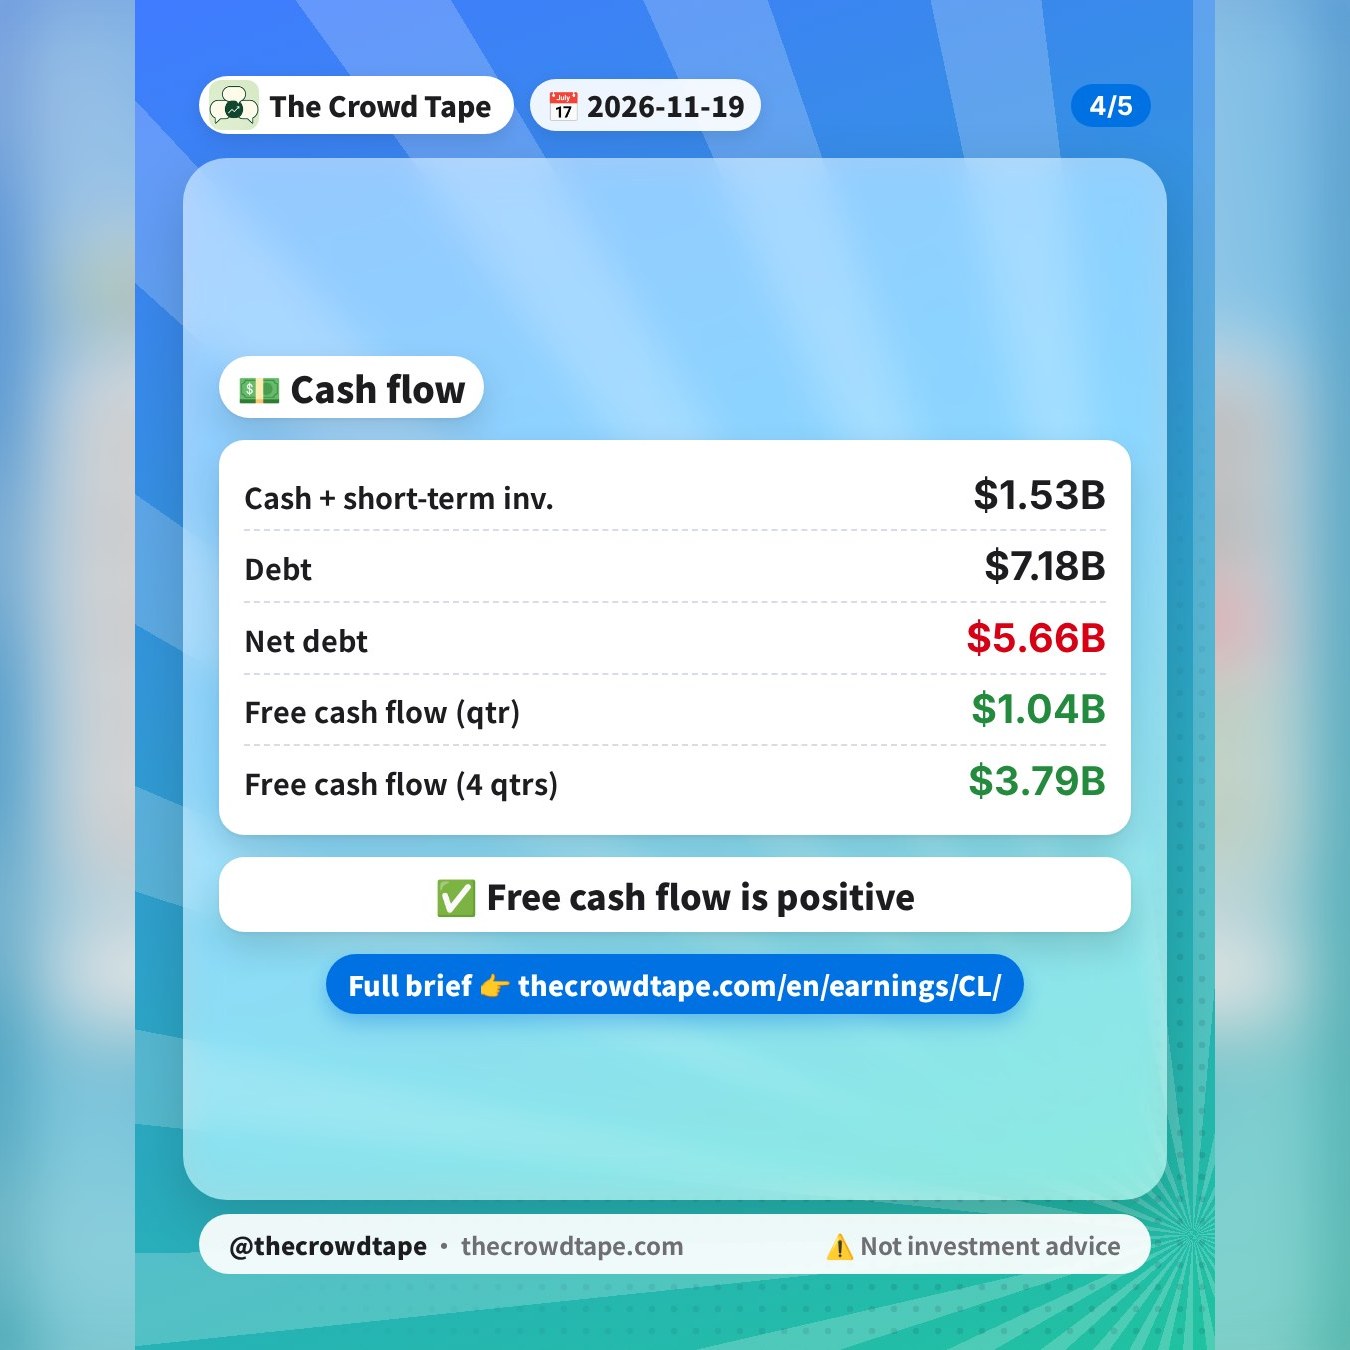 The Crowd Tape
📅 2026-11-19
4/5
💵 Cash flow
Cash + short-term inv. $1.53B
Debt $7.18B
Net debt $5.66B
Free cash flow (qtr) $1.04B
Free cash flow (4 qtrs) $3.79B
✅ Free cash flow is positive
Full brief 👉 thecrowdtape.com/en/earnings/CL/
@thecrowdtape • thecrowdtape.com ⚠️ Not investment advice